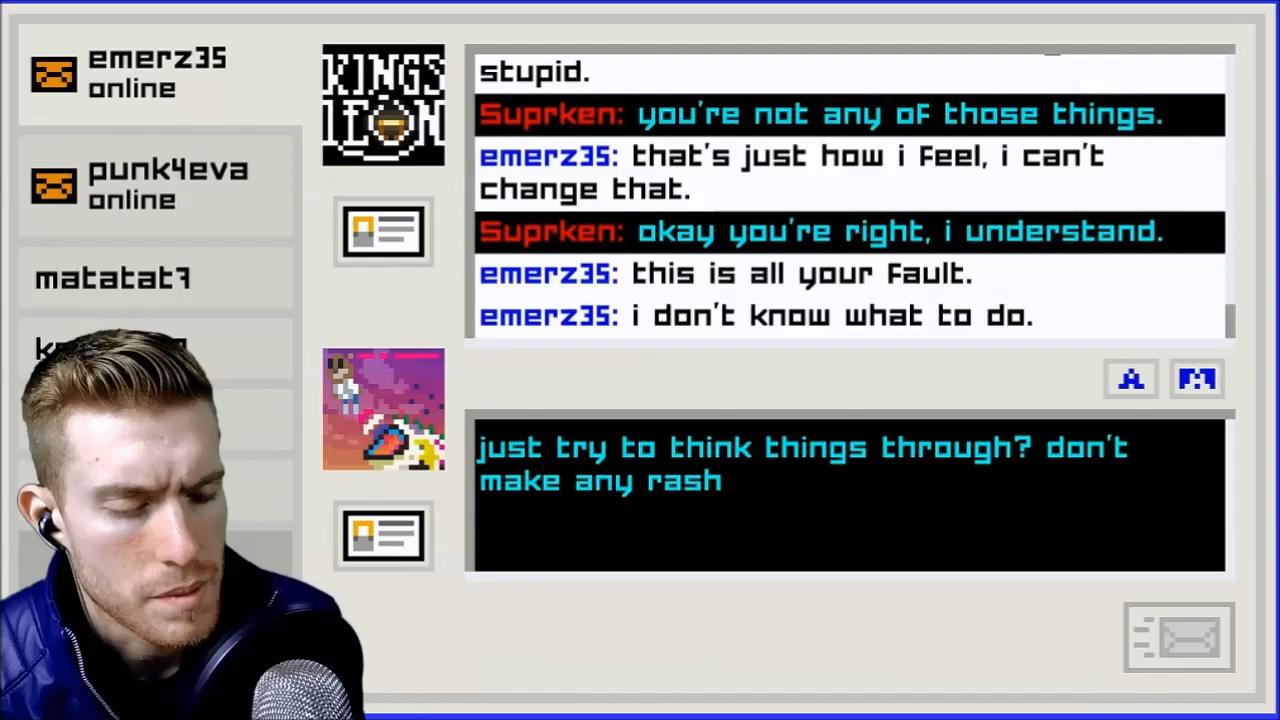 emerz35
online
punk4eva
online
matatat7
KINGS
LEON
stupid.
Suprken: you're not any of those things.
emerz35: that's just how i feel, i can't
change that.
Suprken: okay you're right, i understand.
emerz35: this is all your fault.
emerz35: i don't know what to do.
A
just try to think things through? don't
make any rash